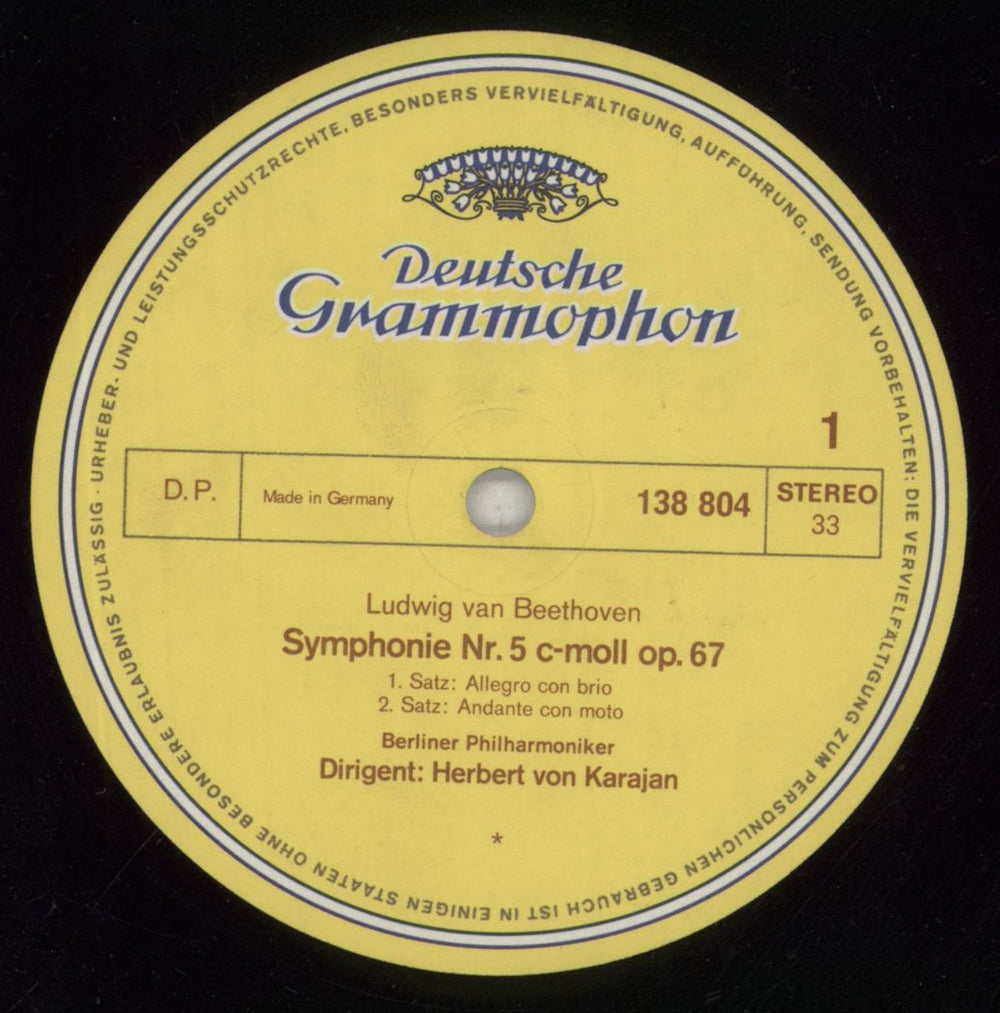 URHEBER- UND LEISTUNGSSCHUTZRECHTE, BESONDERS VERVIELFÄLTIGUNG, AUFFÜHRUNG, SENDUNG VORBEHALTEN: DIE VERVIELFÄLTIGUNG ZUM PERSÖNLICHEN GEBRAUCH IST IN EINIGEN STAATEN OHNE BESONDERE ERLAUBNIS ZULÄSSIG ·
Deutsche
Grammophon
1
D.P. Made in Germany 138 804 STEREO
33
Ludwig van Beethoven
Symphonie Nr. 5 c-moll op. 67
1. Satz: Allegro con brio
2. Satz: Andante con moto
Berliner Philharmoniker
Dirigent: Herbert von Karajan
*